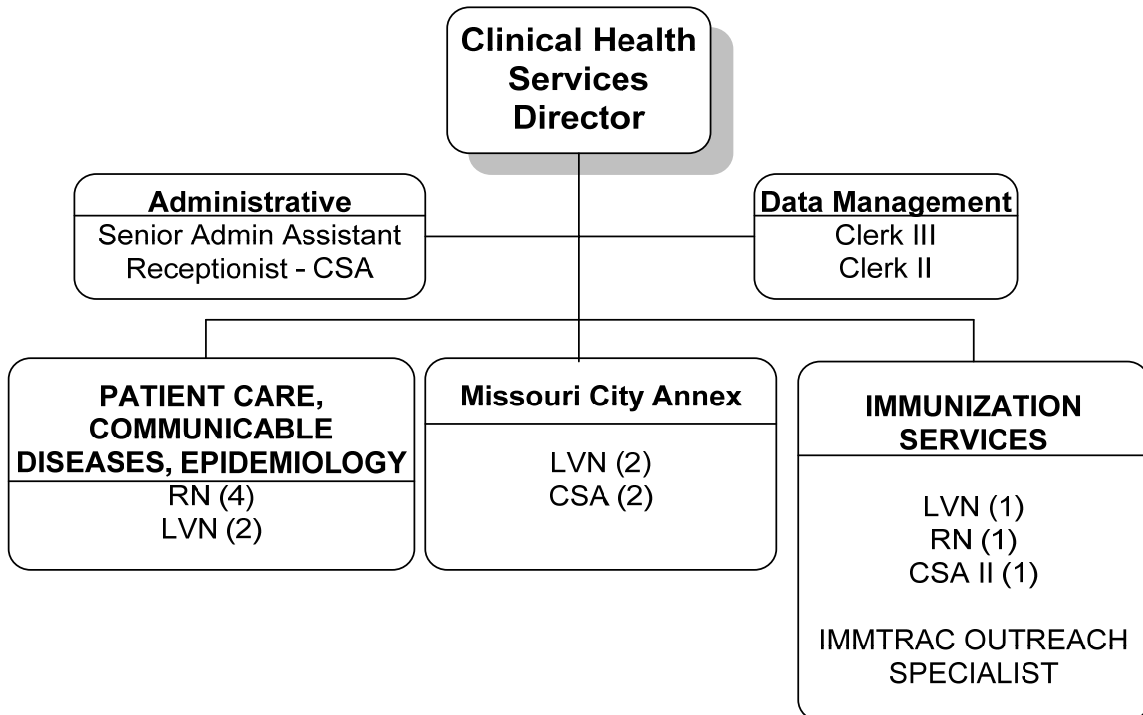 Clinical Health
Services
Director
Administrative
Senior Admin Assistant
Receptionist - CSA
Data Management
Clerk III
Clerk II
PATIENT CARE,
COMMUNICABLE
DISEASES, EPIDEMIOLOGY
RN (4)
LVN (2)
Missouri City Annex
LVN (2)
CSA (2)
IMMUNIZATION
SERVICES
LVN (1)
RN (1)
CSA II (1)
IMMTRAC OUTREACH
SPECIALIST